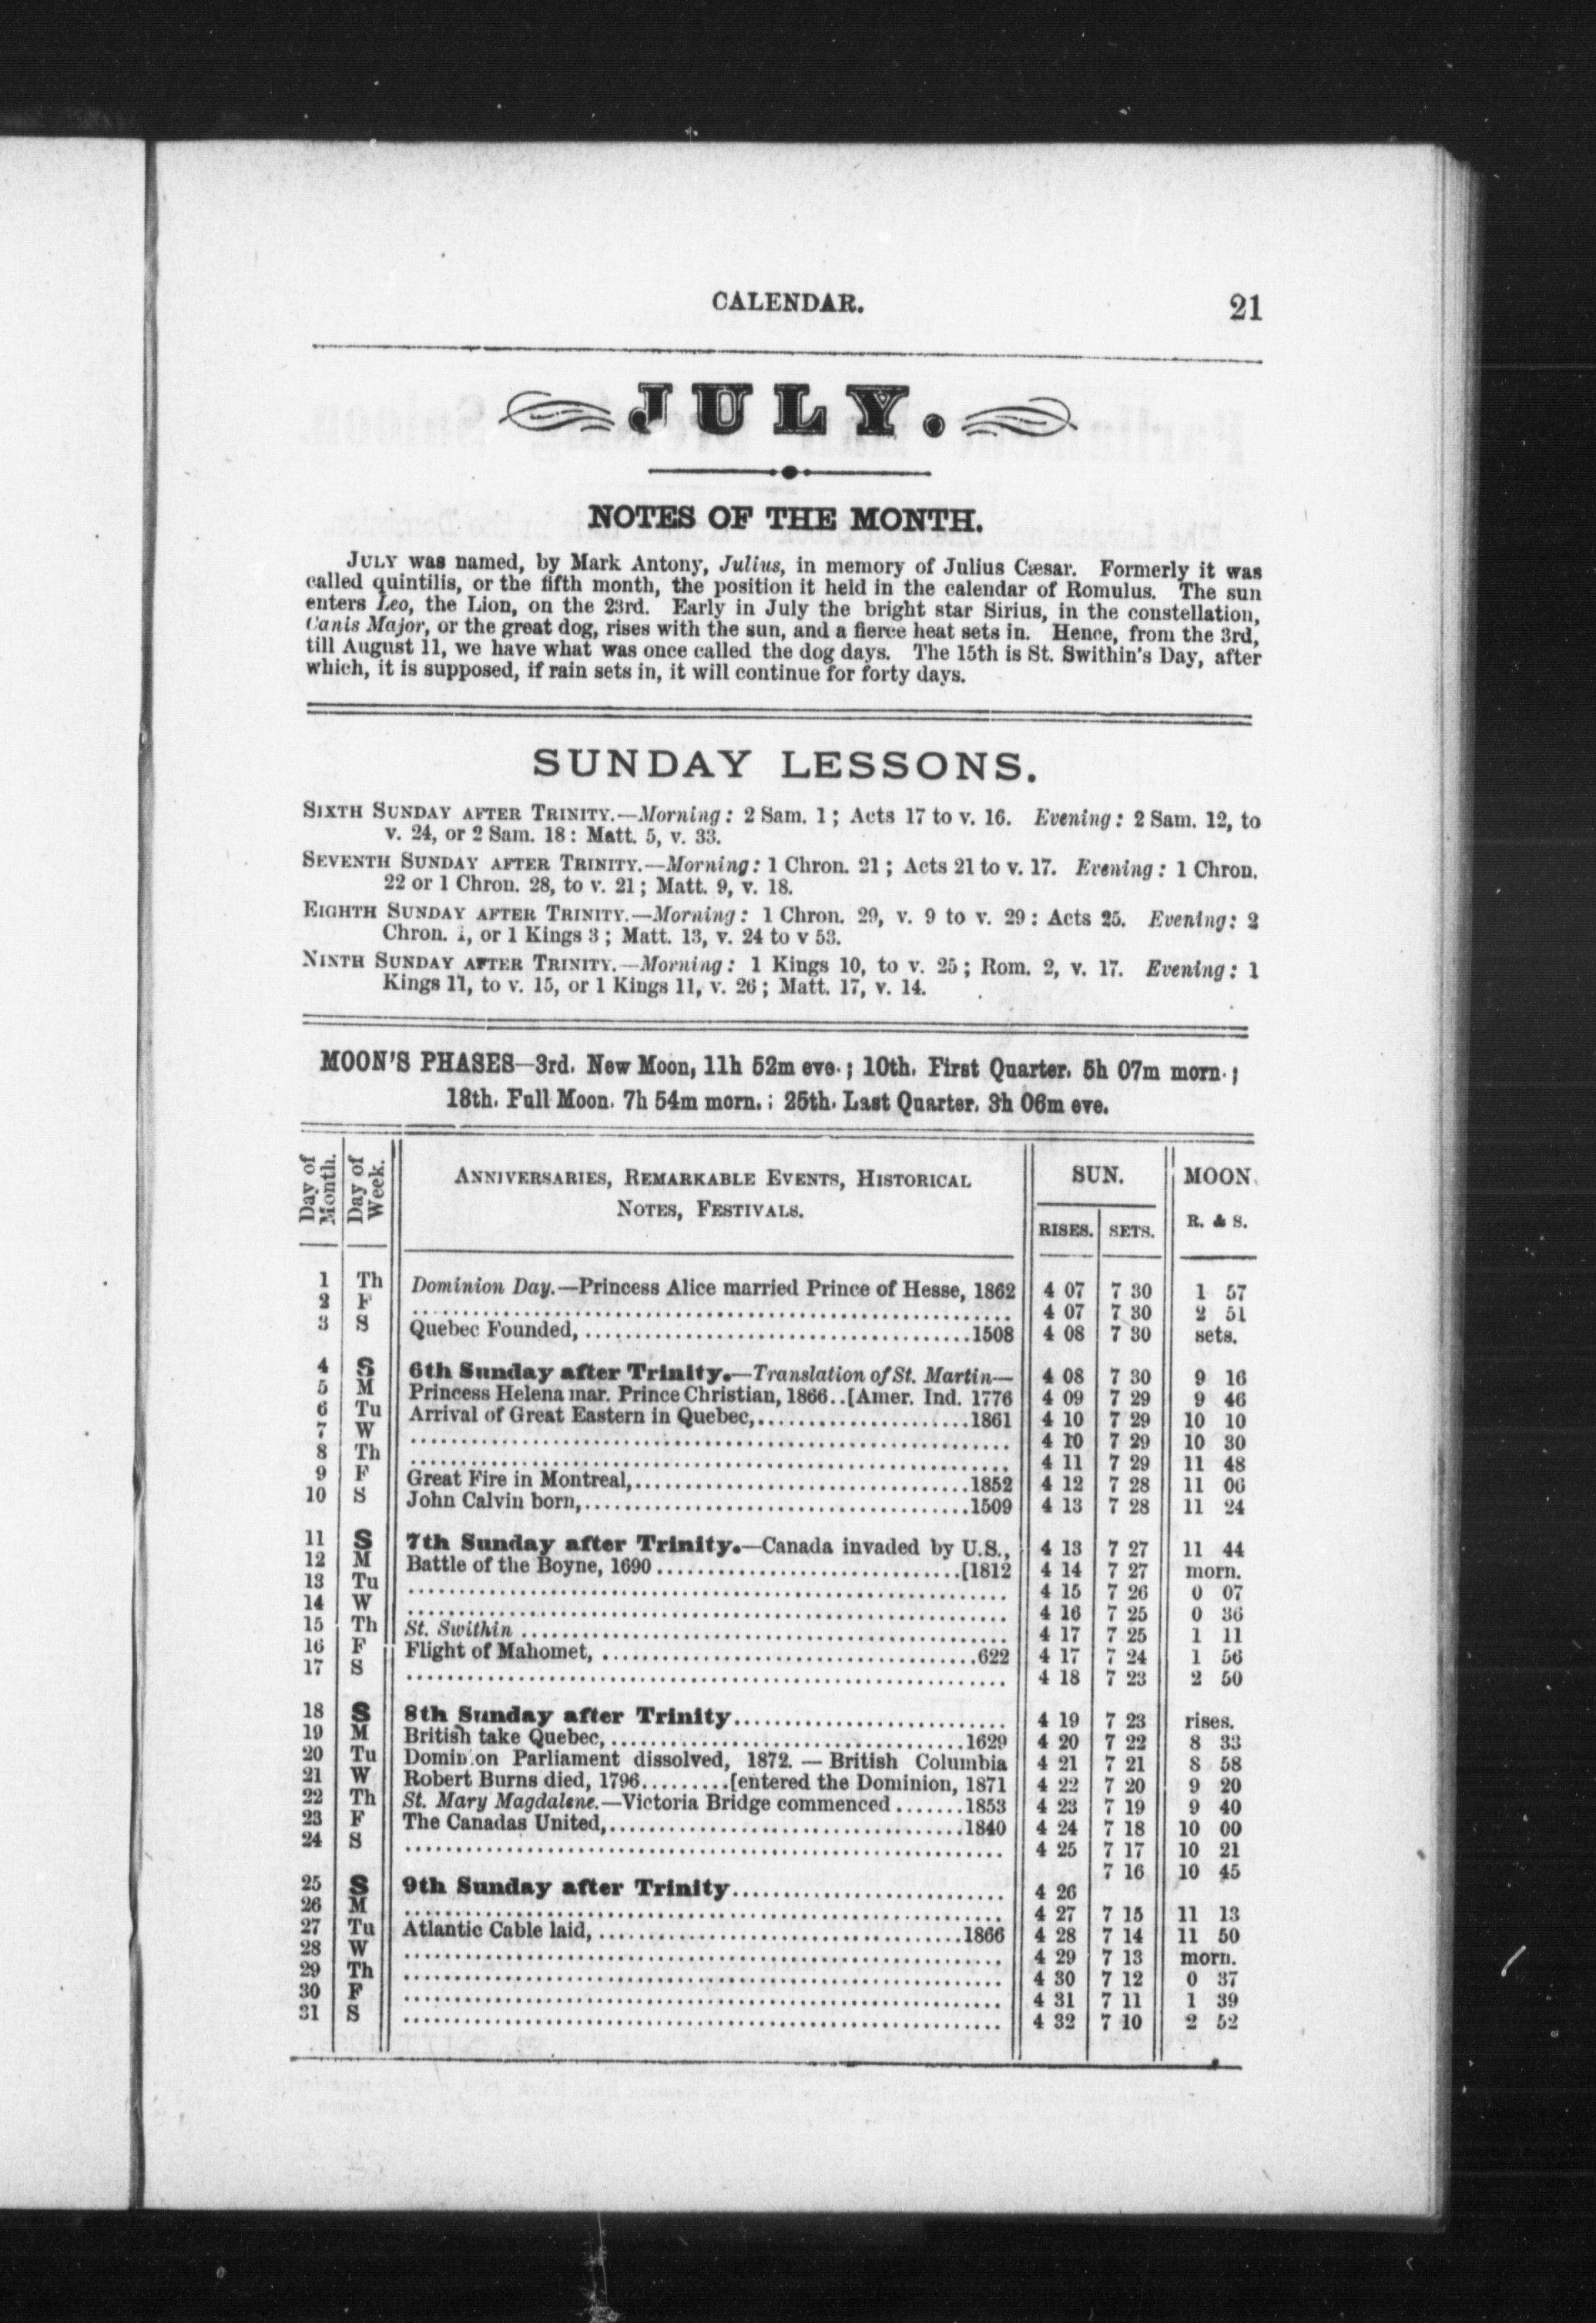 CALENDAR.
21
JULY.
NOTES OF THE MONTH.
JULY was named, by Mark Antony, Julius, in memory of Julius Cæsar. Formerly it was
called quintilis, or the fifth month, the position it held in the calendar of Romulus. The sun
enters Leo, the Lion, on the 23rd. Early in July the bright star Sirius, in the constellation,
Canis Major, or the great dog, rises with the sun, and a fierce heat sets in. Hence, from the 3rd,
till August 11, we have what was once called the dog days. The 15th is St. Swithin's Day, after
which, it is supposed, if rain sets in, it will continue for forty days.
SUNDAY LESSONS.
SIXTH SUNDAY AFTER TRINITY.—Morning: 2 Sam. 1; Acts 17 to v. 16. Evening: 2 Sam. 12, to
v. 24, or 2 Sam. 18: Matt. 5, v. 33.
SEVENTH SUNDAY AFTER TRINITY.—Morning: 1 Chron. 21; Acts 21 to v. 17. Evening: 1 Chron.
22 or 1 Chron. 28, to v. 21; Matt. 9, v. 18.
EIGHTH SUNDAY AFTER TRINITY.—Morning: 1 Chron. 29, v. 9 to v. 29: Acts 25. Evening: 2
Chron. 1, or 1 Kings 3; Matt. 13, v. 24 to v 53.
NINTH SUNDAY AFTER TRINITY.—Morning: 1 Kings 10, to v. 25; Rom. 2, v. 17. Evening: 1
Kings 11, to v. 15, or 1 Kings 11, v. 26; Matt. 17, v. 14.
MOON'S PHASES—3rd. New Moon, 11h 52m eve.; 10th. First Quarter. 5h 07m morn.;
18th. Full Moon. 7h 54m morn.; 25th. Last Quarter. 3h 06m eve.
Day of Month.
Day of Week.
ANNIVERSARIES, REMARKABLE EVENTS, HISTORICAL
NOTES, FESTIVALS.
SUN.
RISES. SETS.
MOON.
R. & S.
1 Th Dominion Day.—Princess Alice married Prince of Hesse, 1862 4 07 7 30 1 57
2 F 4 07 7 30 2 51
3 S Quebec Founded, 1508 4 08 7 30 sets.
4 S 6th Sunday after Trinity.—Translation of St. Martin— 4 08 7 30 9 16
5 M Princess Helena mar. Prince Christian, 1866..[Amer. Ind. 1776 4 09 7 29 9 46
6 Tu Arrival of Great Eastern in Quebec, 1861 4 10 7 29 10 10
7 W 4 10 7 29 10 30
8 Th 4 11 7 29 11 48
9 F Great Fire in Montreal, 1852 4 12 7 28 11 06
10 S John Calvin born, 1509 4 13 7 28 11 24
11 S 7th Sunday after Trinity.—Canada invaded by U.S., 4 13 7 27 11 44
12 M Battle of the Boyne, 1690 [1812 4 14 7 27 morn.
13 Tu 4 15 7 26 0 07
14 W 4 16 7 25 0 36
15 Th St. Swithin 4 17 7 25 1 11
16 F Flight of Mahomet, 622 4 17 7 24 1 56
17 S 4 18 7 23 2 50
18 S 8th Sunday after Trinity 4 19 7 23 rises.
19 M British take Quebec, 1629 4 20 7 22 8 33
20 Tu Dominion Parliament dissolved, 1872. — British Columbia 4 21 7 21 8 58
21 W Robert Burns died, 1796 [entered the Dominion, 1871 4 22 7 20 9 20
22 Th St. Mary Magdalene.—Victoria Bridge commenced 1853 4 23 7 19 9 40
23 F The Canadas United, 1840 4 24 7 18 10 00
24 S 4 25 7 17 10 21
7 16 10 45
25 S 9th Sunday after Trinity 4 26
26 M 4 27 7 15 11 13
27 Tu Atlantic Cable laid, 1866 4 28 7 14 11 50
28 W 4 29 7 13 morn.
29 Th 4 30 7 12 0 37
30 F 4 31 7 11 1 39
31 S 4 32 7 10 2 52